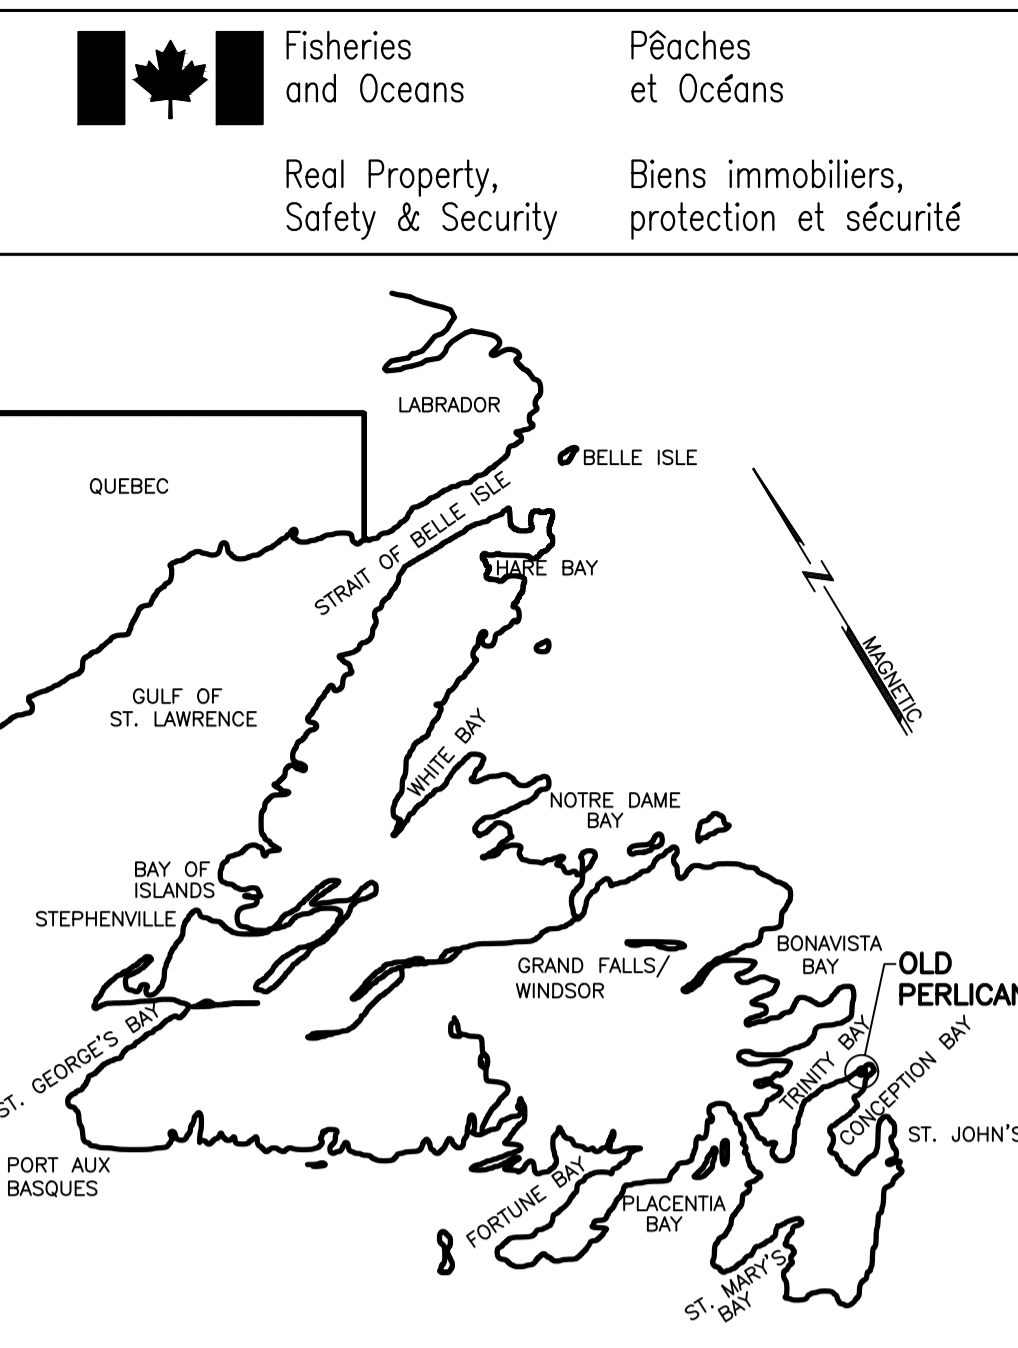 Fisheries
and Oceans
Pêaches
et Océans
Real Property,
Safety & Security
Biens immobiliers,
protection et sécurité
LABRADOR
BELLE ISLE
QUEBEC
STRAIT OF BELLE ISLE
HARE BAY
N
MAGNETIC
GULF OF
ST. LAWRENCE
WHITE BAY
NOTRE DAME
BAY
BAY OF
ISLANDS
STEPHENVILLE
GRAND FALLS/
WINDSOR
BONAVISTA
BAY
OLD
PERLICAN
ST. GEORGE'S BAY
TRINITY BAY
CONCEPTION BAY
ST. JOHN'S
PORT AUX
BASQUES
FORTUNE BAY
PLACENTIA
BAY
ST. MARY'S
BAY